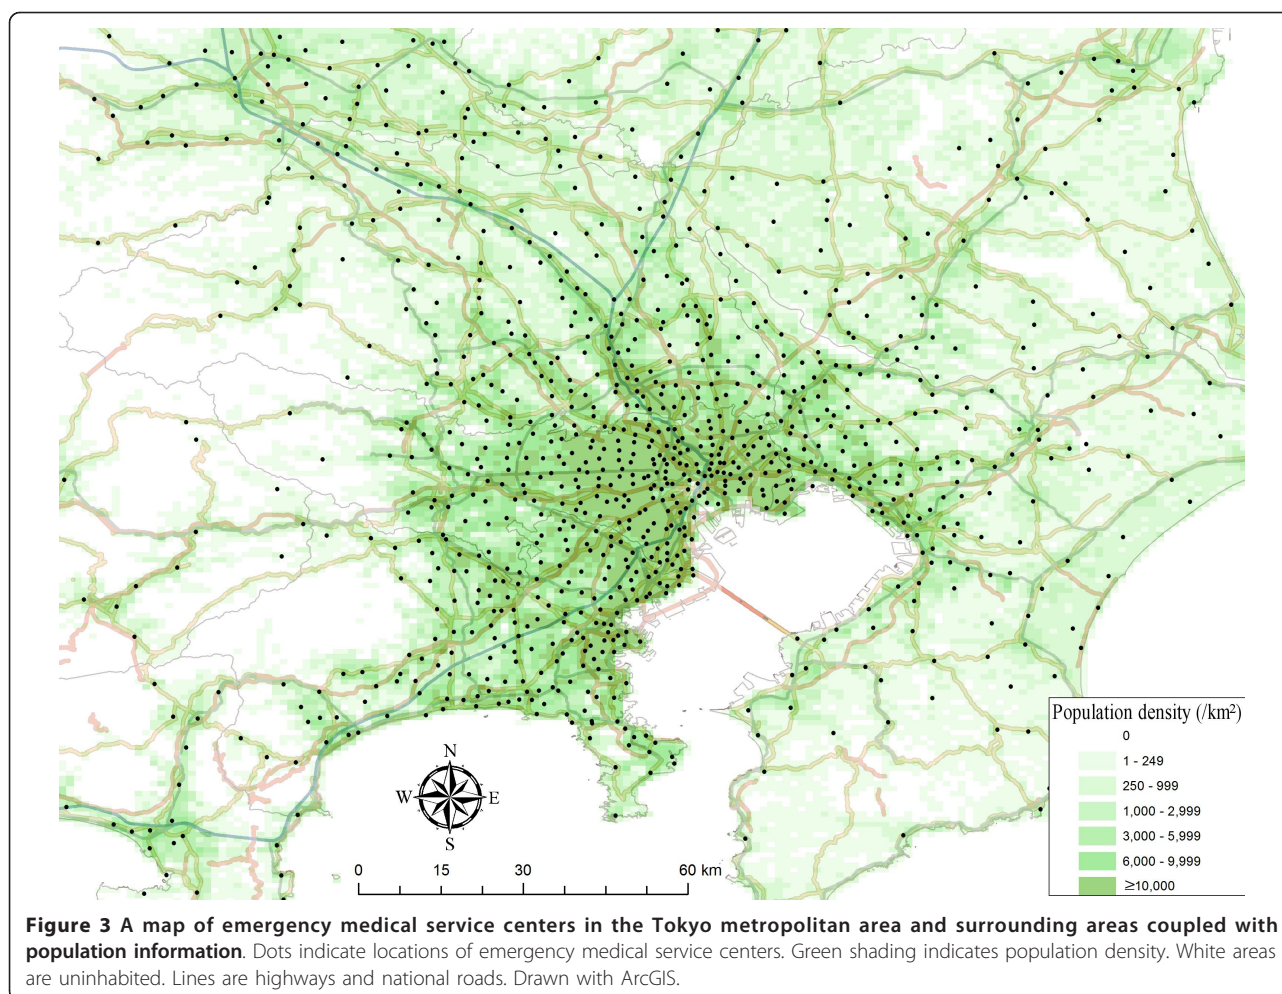 N
W
E
S
0
15
30
60 km
Population density (/km²)
0
1 - 249
250 - 999
1,000 - 2,999
3,000 - 5,999
6,000 - 9,999
≥10,000
Figure 3 A map of emergency medical service centers in the Tokyo metropolitan area and surrounding areas coupled with
population information. Dots indicate locations of emergency medical service centers. Green shading indicates population density. White areas
are uninhabited. Lines are highways and national roads. Drawn with ArcGIS.